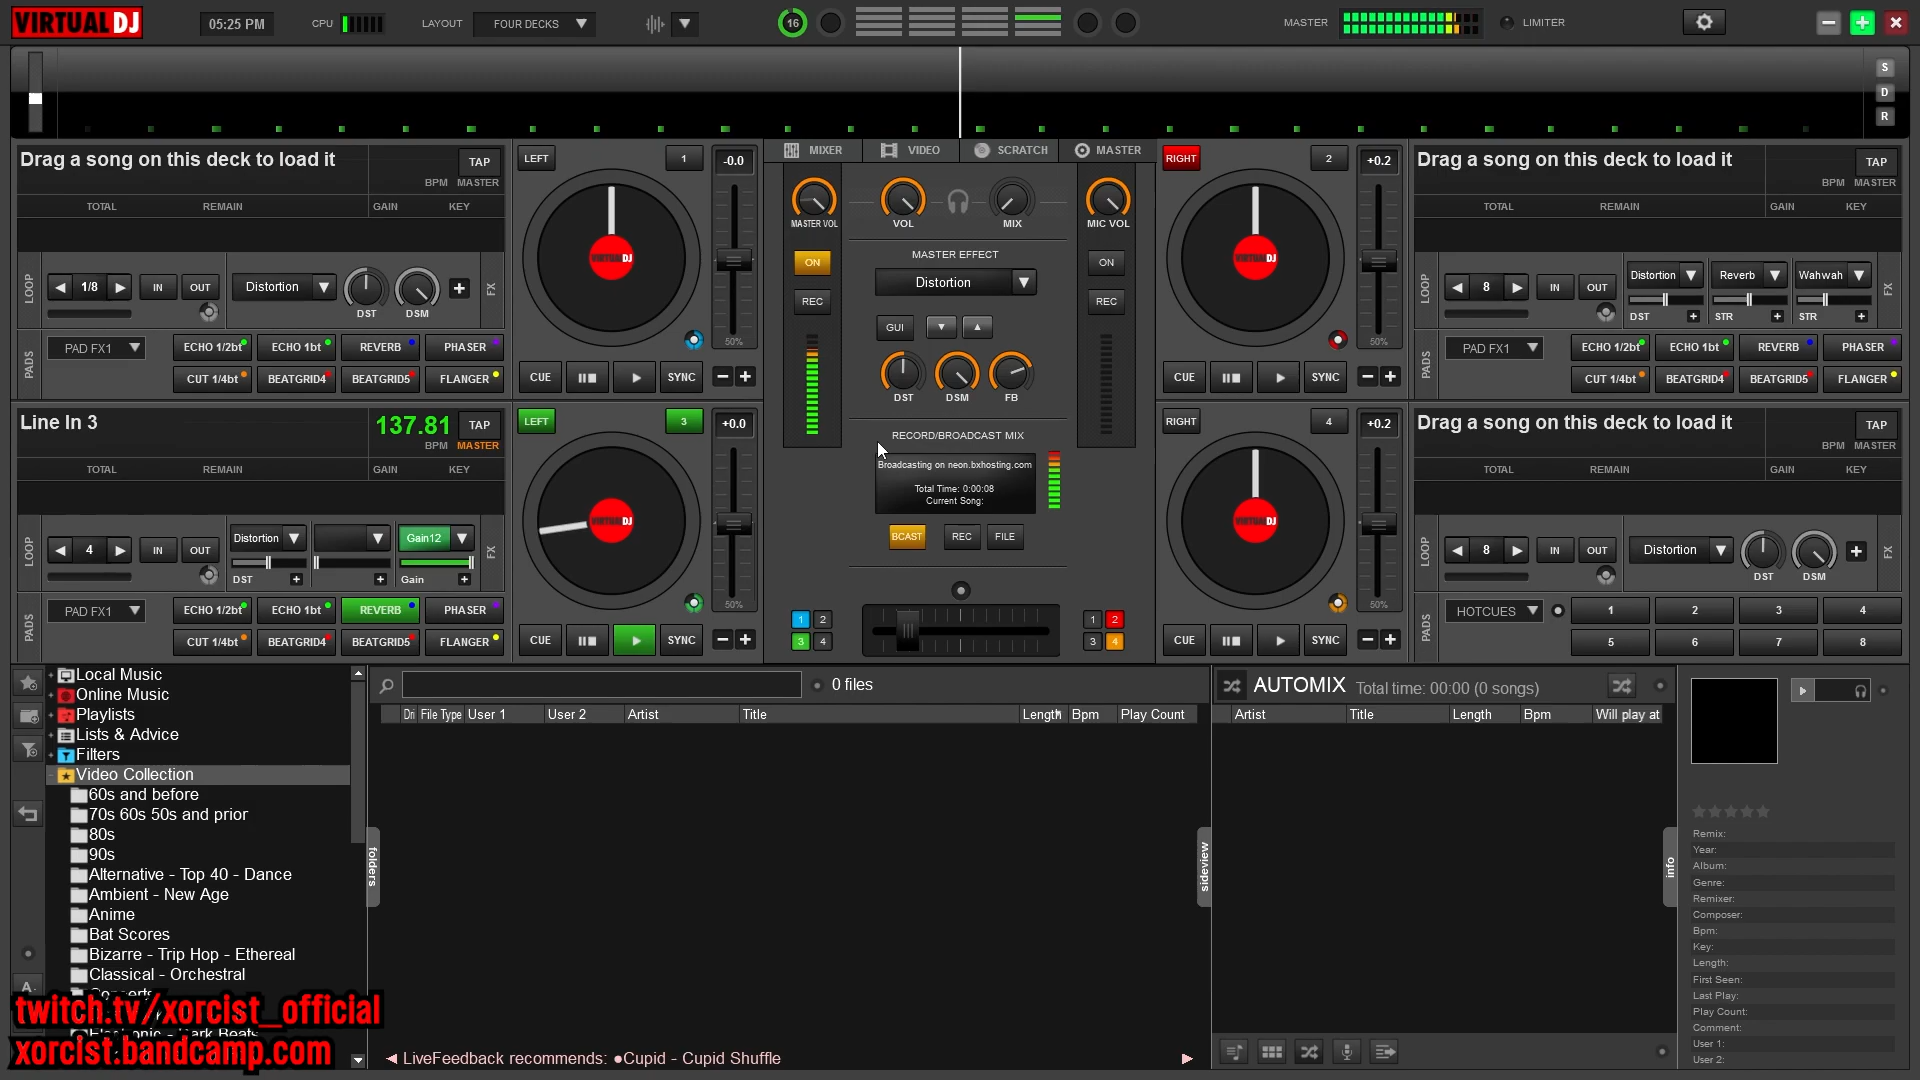 VIRTUAL DJ
05:25 PM
CPU
LAYOUT
FOUR DECKS
16
MASTER
LIMITER
S
D
R
Drag a song on this deck to load it
TAP
BPM MASTER
TOTAL REMAIN GAIN KEY
LOOP
1/8
IN
OUT
Distortion
DST
DSM
FX
PADS
PAD FX1
ECHO 1/2bt
ECHO 1bt
REVERB
PHASER
CUT 1/4bt
BEATGRID4
BEATGRID5
FLANGER
LEFT
1
-0.0
VIRTUALDJ
50%
CUE
SYNC
MIXER
VIDEO
SCRATCH
MASTER
MASTER VOL
VOL
MIX
MIC VOL
ON
REC
MASTER EFFECT
Distortion
GUI
DST
DSM
FB
ON
REC
RECORD/BROADCAST MIX
Broadcasting on neon.bxhosting.com
Total Time: 0:00:08
Current Song:
BCAST
REC
FILE
1 2
3 4
1 2
3 4
RIGHT
2
+0.2
VIRTUALDJ
50%
CUE
SYNC
Drag a song on this deck to load it
TAP
BPM MASTER
TOTAL REMAIN GAIN KEY
LOOP
8
IN
OUT
Distortion
Reverb
Wahwah
DST
STR
STR
FX
PADS
PAD FX1
ECHO 1/2bt
ECHO 1bt
REVERB
PHASER
CUT 1/4bt
BEATGRID4
BEATGRID5
FLANGER
Line In 3
137.81
TAP
BPM MASTER
TOTAL REMAIN GAIN KEY
LOOP
4
IN
OUT
Distortion
Gain12
DST
Gain
FX
PADS
PAD FX1
ECHO 1/2bt
ECHO 1bt
REVERB
PHASER
CUT 1/4bt
BEATGRID4
BEATGRID5
FLANGER
LEFT
3
+0.0
VIRTUALDJ
50%
CUE
SYNC
RIGHT
4
+0.2
VIRTUALDJ
50%
CUE
SYNC
Drag a song on this deck to load it
TAP
BPM MASTER
TOTAL REMAIN GAIN KEY
LOOP
8
IN
OUT
Distortion
DST
DSM
FX
PADS
HOTCUES
1 2 3 4
5 6 7 8
Local Music
Online Music
Playlists
Lists & Advice
Filters
Video Collection
60s and before
70s 60s 50s and prior
80s
90s
Alternative - Top 40 - Dance
Ambient - New Age
Anime
Bat Scores
Bizarre - Trip Hop - Ethereal
Classical - Orchestral
Concerts
Electronic - Dark Beats
twitch.tv/xorcist_official
xorcist.bandcamp.com
folders
0 files
Dri File Type User 1 User 2 Artist Title Length Bpm Play Count
LiveFeedback recommends: ●Cupid - Cupid Shuffle
sideview
AUTOMIX Total time: 00:00 (0 songs)
Artist Title Length Bpm Will play at
info
Remix:
Year:
Album:
Genre:
Remixer:
Composer:
Bpm:
Key:
Length:
First Seen:
Last Play:
Play Count:
Comment:
User 1:
User 2: